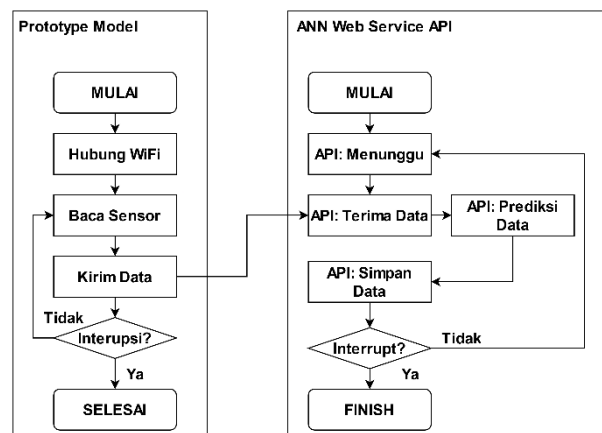 Prototype Model
MULAI
Hubung WiFi
Baca Sensor
Kirim Data
Tidak
Interupsi?
Ya
SELESAI
ANN Web Service API
MULAI
API: Menunggu
API: Terima Data
API: Prediksi
Data
API: Simpan
Data
Interrupt?
Tidak
Ya
FINISH